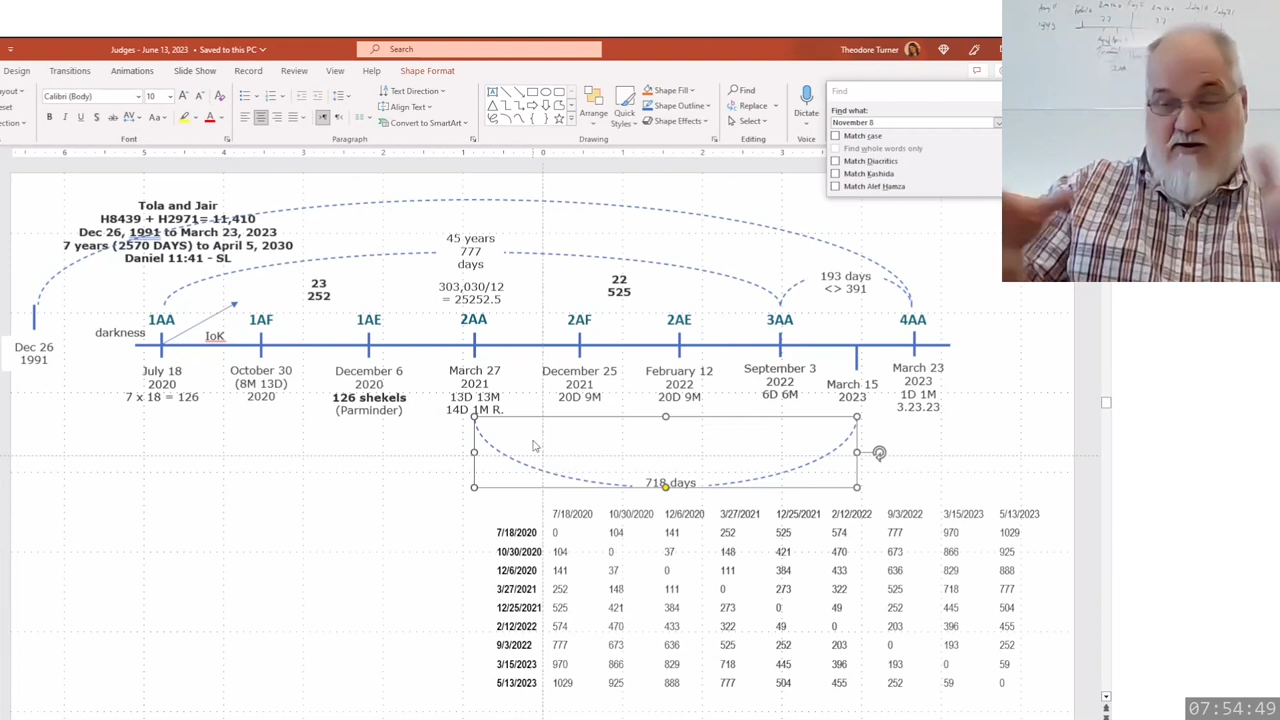 Judges - June 13, 2023 • Saved to this PC
Search
Theodore Turner
Design Transitions Animations Slide Show Record Review View Help Shape Format
Calibri (Body) 10
Text Direction
Align Text
Convert to SmartArt
Arrange
Quick Styles
Shape Fill
Shape Outline
Shape Effects
Find
Replace
Select
Dictate
Font
Paragraph
Drawing
Editing
Voice
Find
Find what:
November 8
Match case
Find whole words only
Match Diacritics
Match Kashida
Match Alef Hamza
6 5 4 3 2 1 0 1 2 3
Tola and Jair
H8439 + H2971= 11,410
Dec 26, 1991 to March 23, 2023
7 years (2570 DAYS) to April 5, 2030
Daniel 11:41 - SL
45 years
777
days
303,030/12
= 25252.5
23
252
22
525
193 days
<> 391
darkness
IoK
1AA 1AF 1AE 2AA 2AF 2AE 3AA 4AA
Dec 26
1991
July 18
2020
7 x 18 = 126
October 30
(8M 13D)
2020
December 6
2020
126 shekels
(Parminder)
March 27
2021
13D 13M
14D 1M R.
December 25
2021
20D 9M
February 12
2022
20D 9M
September 3
2022
6D 6M
March 15
2023
March 23
2023
1D 1M
3.23.23
718 days
7/18/2020 10/30/2020 12/6/2020 3/27/2021 12/25/2021 2/12/2022 9/3/2022 3/15/2023 5/13/2023
7/18/2020 0 104 141 252 525 574 777 970 1029
10/30/2020 104 0 37 148 421 470 673 866 925
12/6/2020 141 37 0 111 384 433 636 829 888
3/27/2021 252 148 111 0 273 322 525 718 777
12/25/2021 525 421 384 273 0 49 252 445 504
2/12/2022 574 470 433 322 49 0 203 396 455
9/3/2022 777 673 636 525 252 203 0 193 252
3/15/2023 970 866 829 718 445 396 193 0 59
5/13/2023 1029 925 888 777 504 455 252 59 0
07:54:49